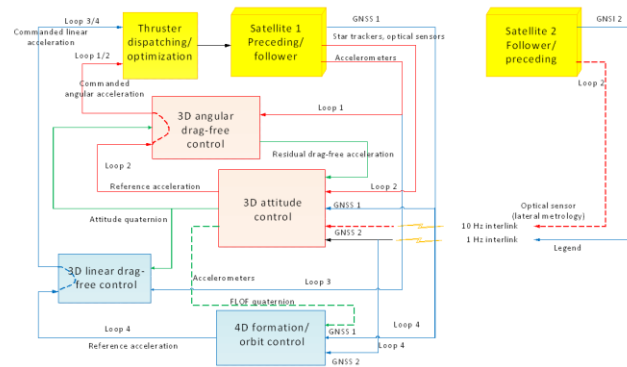 Loop 3/4
Commanded linear
acceleration
Loop 1/2
Commanded
angular acceleration
Thruster
dispatching/
optimization
Satellite 1
Preceding/
follower
GNSS 1
Star trackers, optical sensors
Accelerometers
Satellite 2
Follower/
preceding
GNSI 2
Loop 2
3D angular
drag-free
control
Loop 1
Residual drag-free acceleration
Loop 2
Reference acceleration
3D attitude
control
Loop 2
GNSS 1
GNSS 2
Optical sensor
(lateral metrology)
10 Hz interlink
1 Hz interlink
Legend
Attitude quaternion
3D linear drag-
free control
Accelerometers
Loop 3
FLOF quaternion
4D formation/
orbit control
GNSS 1
Loop 4
Loop 4
GNSS 2
Loop 4
Reference acceleration